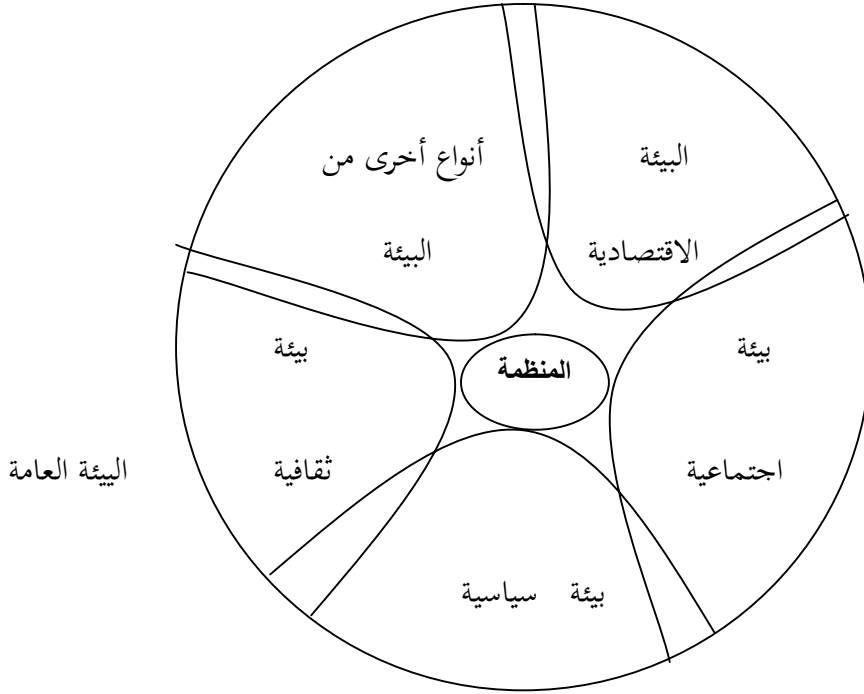 أنواع أخرى من
البيئة
البيئة
الاقتصادية
المنظمة
بيئة
اجتماعية
بيئة
ثقافية
بيئة سياسية
البيئة العامة